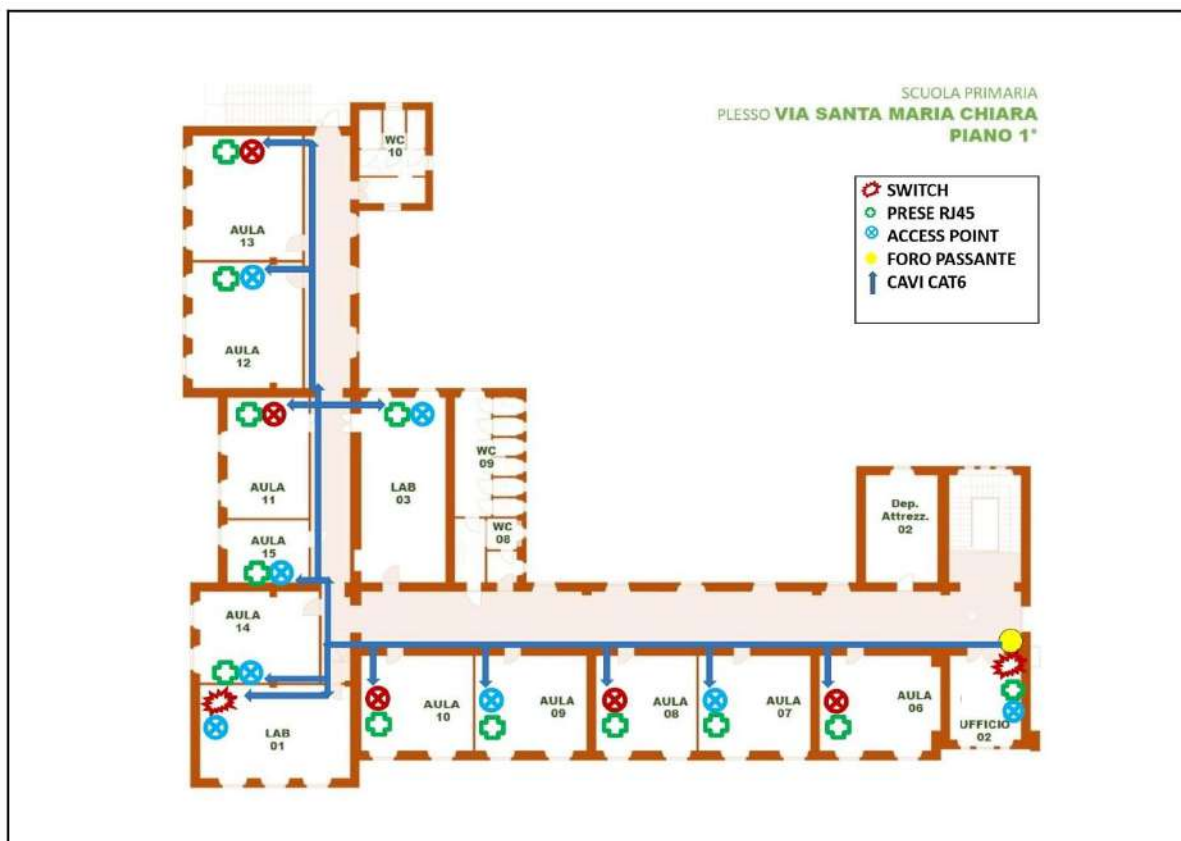 SCUOLA PRIMARIA
PLESSO VIA SANTA MARIA CHIARA
PIANO 1°
SWITCH
PRESE RJ45
ACCESS POINT
FORO PASSANTE
CAVI CAT6
WC
10
AULA
13
AULA
12
AULA
11
LAB
03
WC
09
WC
08
AULA
15
Dep.
Attrezz.
02
AULA
14
LAB
01
AULA
10
AULA
09
AULA
08
AULA
07
AULA
06
UFFICIO
02